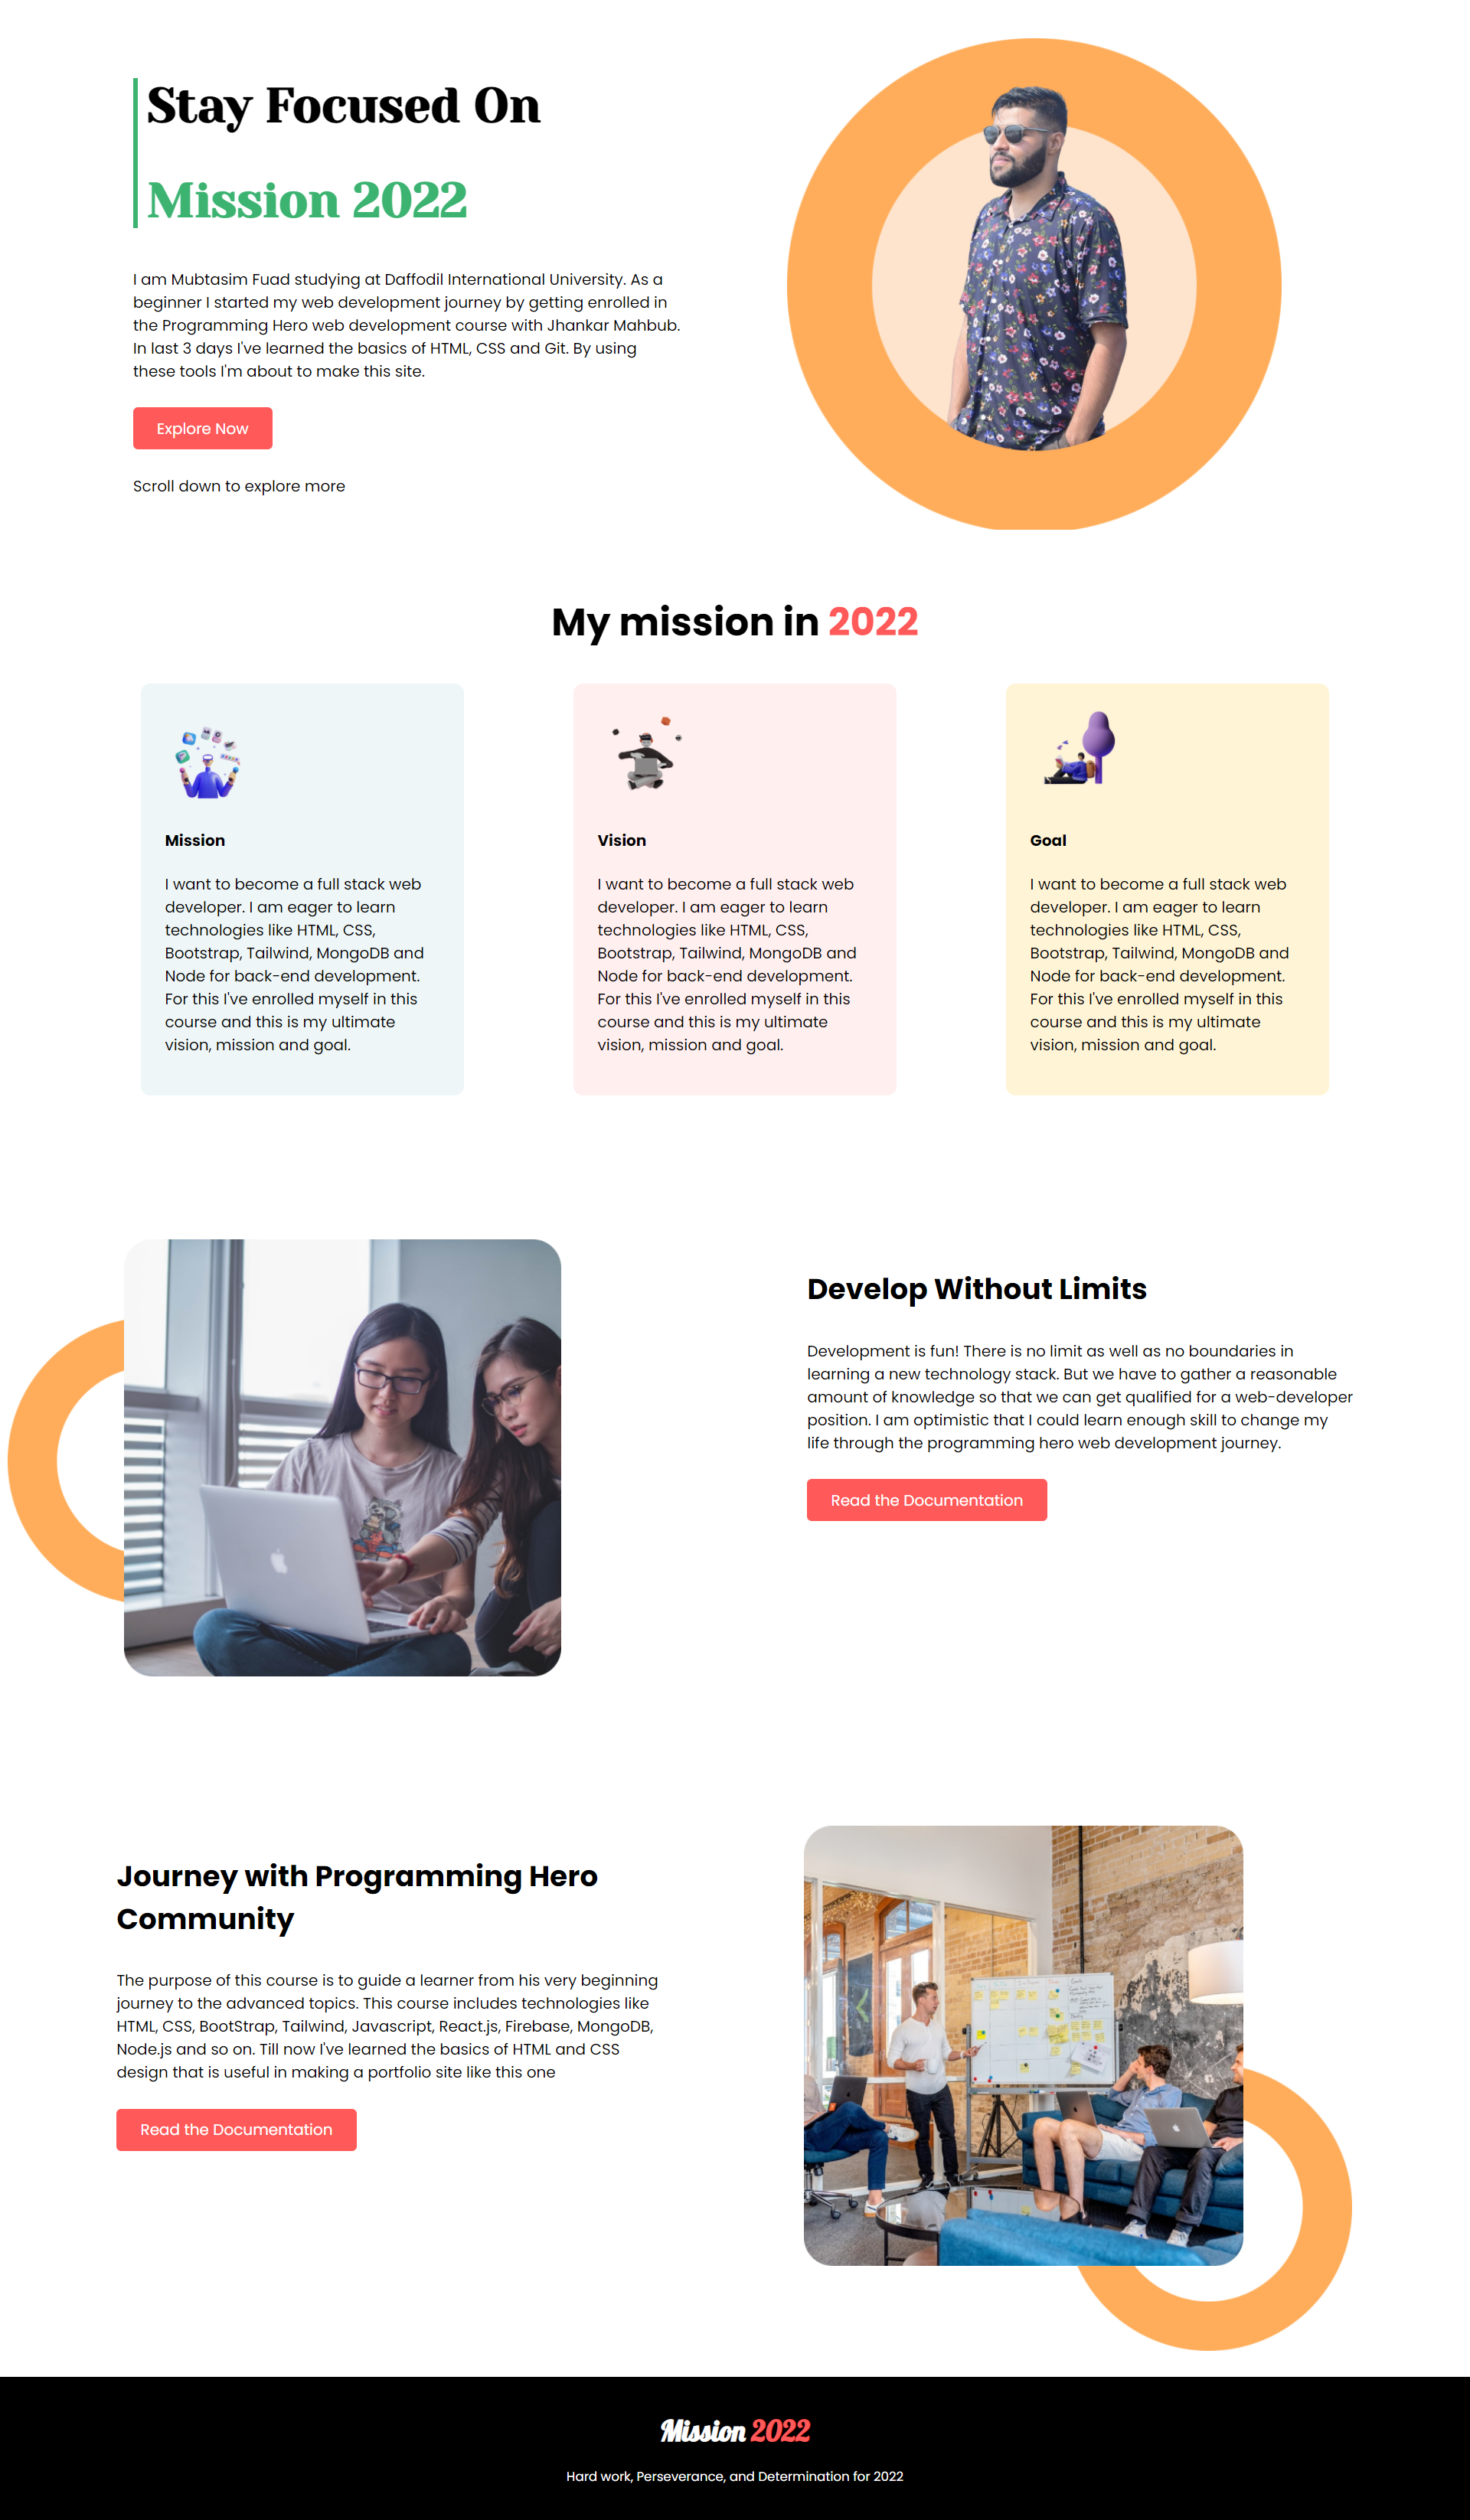 Stay Focused On
Mission 2022
I am Mubtasim Fuad studying at Daffodil International University. As a
beginner I started my web development journey by getting enrolled in
the Programming Hero web development course with Jhankar Mahbub.
In last 3 days I've learned the basics of HTML, CSS and Git. By using
these tools I'm about to make this site.
Explore Now
Scroll down to explore more
My mission in 2022
Mission
I want to become a full stack web
developer. I am eager to learn
technologies like HTML, CSS,
Bootstrap, Tailwind, MongoDB and
Node for back-end development.
For this I've enrolled myself in this
course and this is my ultimate
vision, mission and goal.
Vision
I want to become a full stack web
developer. I am eager to learn
technologies like HTML, CSS,
Bootstrap, Tailwind, MongoDB and
Node for back-end development.
For this I've enrolled myself in this
course and this is my ultimate
vision, mission and goal.
Goal
I want to become a full stack web
developer. I am eager to learn
technologies like HTML, CSS,
Bootstrap, Tailwind, MongoDB and
Node for back-end development.
For this I've enrolled myself in this
course and this is my ultimate
vision, mission and goal.
Develop Without Limits
Development is fun! There is no limit as well as no boundaries in
learning a new technology stack. But we have to gather a reasonable
amount of knowledge so that we can get qualified for a web-developer
position. I am optimistic that I could learn enough skill to change my
life through the programming hero web development journey.
Read the Documentation
Journey with Programming Hero
Community
The purpose of this course is to guide a learner from his very beginning
journey to the advanced topics. This course includes technologies like
HTML, CSS, BootStrap, Tailwind, Javascript, React.js, Firebase, MongoDB,
Node.js and so on. Till now I've learned the basics of HTML and CSS
design that is useful in making a portfolio site like this one
Read the Documentation
Mission 2022
Hard work, Perseverance, and Determination for 2022